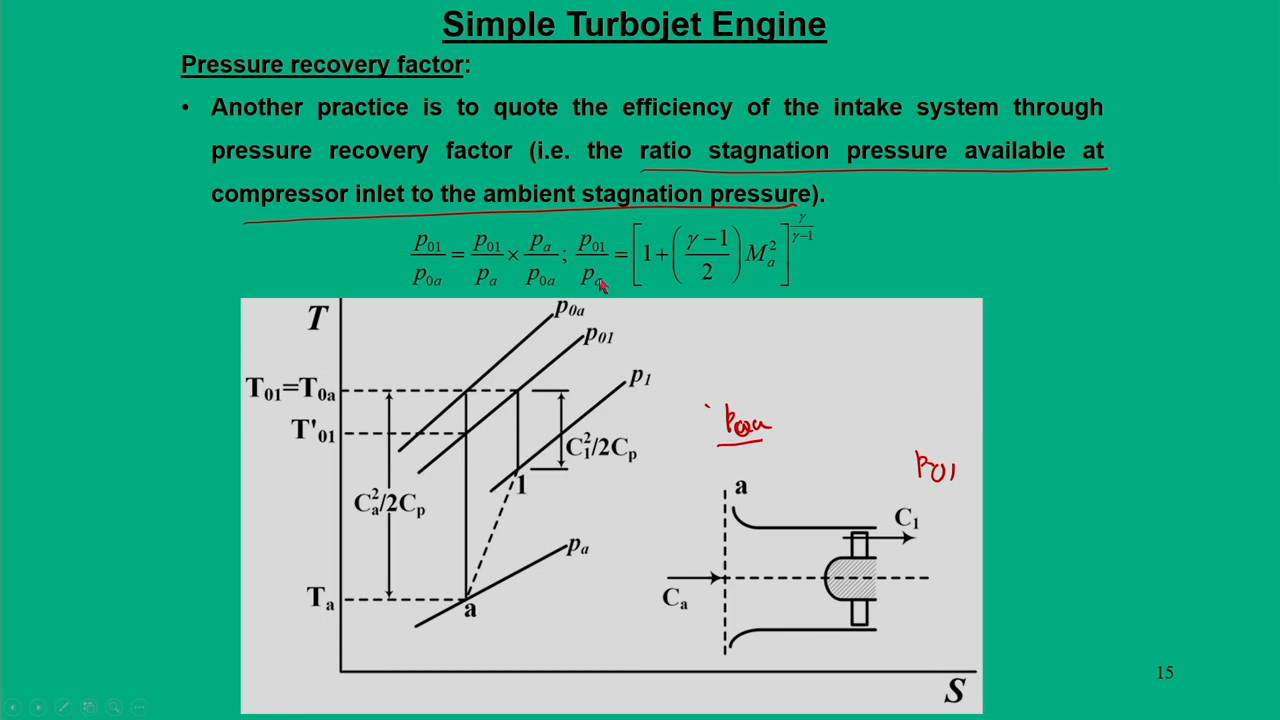 Simple Turbojet Engine
Pressure recovery factor:
• Another practice is to quote the efficiency of the intake system through
pressure recovery factor (i.e. the ratio stagnation pressure available at
compressor inlet to the ambient stagnation pressure).
p₀₁/p₀ₐ = p₀₁/pₐ × pₐ/p₀ₐ ; p₀₁/pₐ = [1 + ((γ−1)/2) Mₐ²]^(γ/(γ−1))
T
p₀ₐ
p₀₁
p₁
T₀₁=T₀ₐ
T'₀₁
C₁²/2Cₚ
1
Cₐ²/2Cₚ
pₐ
Tₐ
a
S
p₀ₐ
p₀₁
a
C₁
Cₐ
15